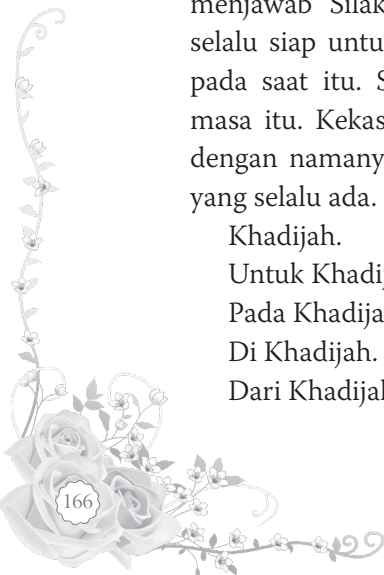 menjawab Silak
selalu siap untu
pada saat itu. S
masa itu. Kekas
dengan namany
yang selalu ada.
Khadijah.
Untuk Khadij
Pada Khadija
Di Khadijah.
Dari Khadijah
166